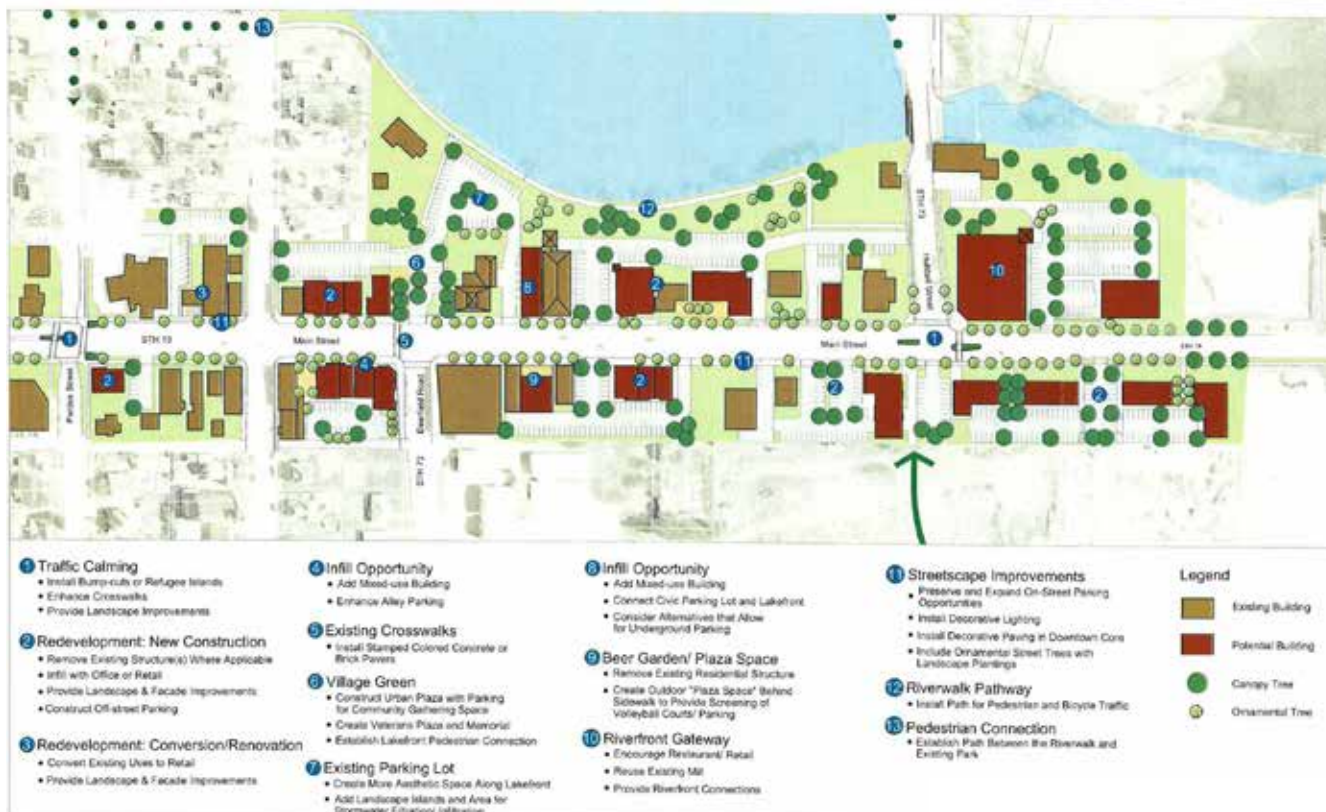 13
7
12
STH 73
Hubbell Street
6
3
2
8
2
10
11
1
STH 19
Main Street
5
Main Street
1
4
11
2
9
2
2
2
Deerfield Road
STH 73
1 Traffic Calming
• Install Bump-outs or Refugee Islands
• Enhance Crosswalks
• Provide Landscape Improvements
2 Redevelopment: New Construction
• Remove Existing Structure(s) Where Applicable
• Infill with Office or Retail
• Provide Landscape & Facade Improvements
• Construct Off-street Parking
3 Redevelopment: Conversion/Renovation
• Convert Existing Uses to Retail
• Provide Landscape & Facade Improvements
4 Infill Opportunity
• Add Mixed-use Building
• Enhance Alley Parking
5 Existing Crosswalks
• Install Stamped Colored Concrete or
Brick Pavers
6 Village Green
• Construct Urban Plaza with Parking
for Community Gathering Space
• Create Veterans Plaza and Memorial
• Establish Lakefront Pedestrian Connection
7 Existing Parking Lot
• Create More Aesthetic Space Along Lakefront
• Add Landscape Islands and Area for
Stormwater Filtration/ Infiltration
8 Infill Opportunity
• Add Mixed-use Building
• Connect Civic Parking Lot and Lakefront
• Consider Alternatives that Allow
for Underground Parking
9 Beer Garden/ Plaza Space
• Remove Existing Residential Structure
• Create Outdoor "Plaza Space" Behind
Sidewalk to Provide Screening of
Volleyball Courts/ Parking
10 Riverfront Gateway
• Encourage Restaurant/ Retail
• Reuse Existing Mill
• Provide Riverfront Connections
11 Streetscape Improvements
• Preserve and Expand On-Street Parking
Opportunities
• Install Decorative Lighting
• Install Decorative Paving in Downtown Core
• Include Ornamental Street Trees with
Landscape Plantings
12 Riverwalk Pathway
• Install Path for Pedestrian and Bicycle Traffic
13 Pedestrian Connection
• Establish Path Between the Riverwalk and
Existing Park
Legend
Existing Building
Potential Building
Canopy Tree
Ornamental Tree